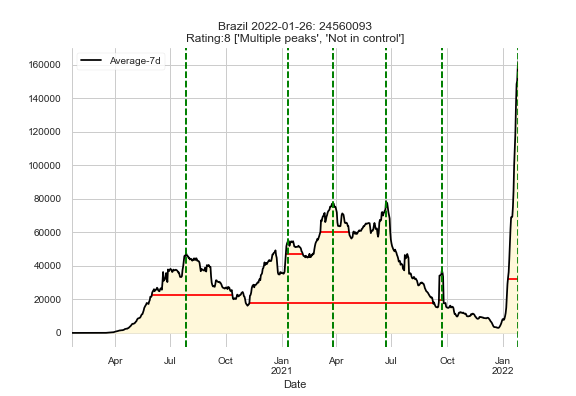 Brazil 2022-01-26: 24560093
Rating:8 ['Multiple peaks', 'Not in control']
Average-7d
160000
140000
120000
100000
80000
60000
40000
20000
0
Apr Jul Oct Jan Apr Jul Oct Jan
2021 2022
Date